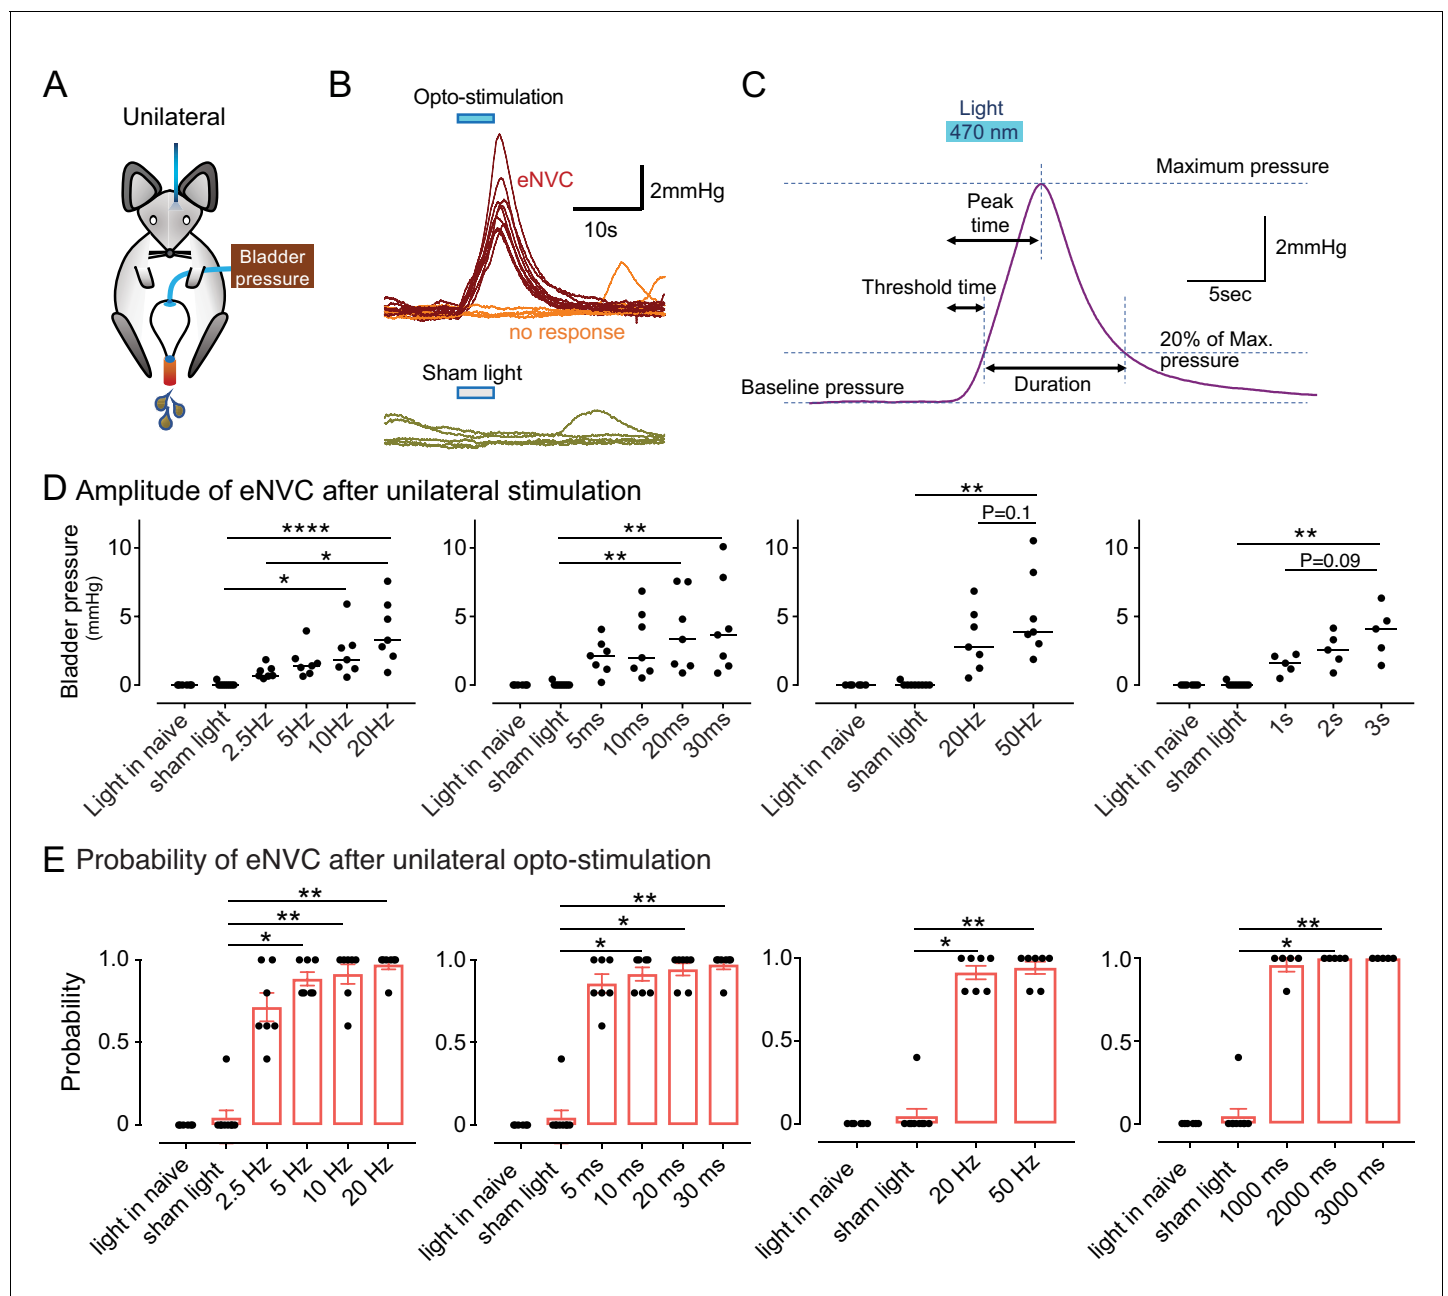 A
Unilateral
Bladder
pressure
B
Opto-stimulation
eNVC
2mmHg
10s
no response
Sham light
C
Light
470 nm
Maximum pressure
Peak
time
2mmHg
5sec
Threshold time
20% of Max.
pressure
Baseline pressure
Duration
D Amplitude of eNVC after unilateral stimulation
Bladder pressure
(mmHg)
10
5
0
****
*
*
Light in naive
sham light
2.5Hz
5Hz
10Hz
20Hz
10
5
0
**
**
Light in naive
sham light
5ms
10ms
20ms
30ms
10
5
0
**
P=0.1
Light in naive
sham light
20Hz
50Hz
10
5
0
**
P=0.09
Light in naive
sham light
1s
2s
3s
E Probability of eNVC after unilateral opto-stimulation
Probability
1.0
0.5
0
**
**
*
light in naive
sham light
2.5 Hz
5 Hz
10 Hz
20 Hz
1.0
0.5
0
**
*
*
light in naive
sham light
5 ms
10 ms
20 ms
30 ms
1.0
0.5
0
**
*
light in naive
sham light
20 Hz
50 Hz
1.0
0.5
0
**
*
light in naive
sham light
1000 ms
2000 ms
3000 ms